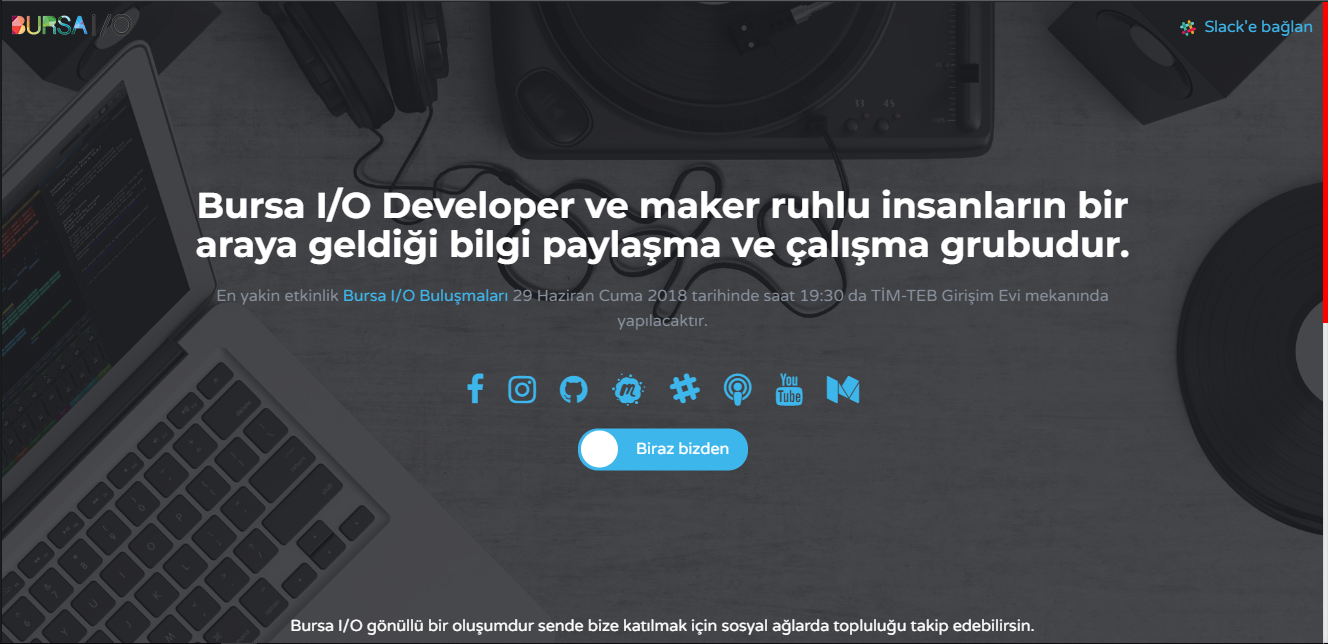 BURSA I/O
Slack'e bağlan
33 45
Bursa I/O Developer ve maker ruhlu insanların bir
araya geldiği bilgi paylaşma ve çalışma grubudur.
En yakin etkinlik Bursa I/O Buluşmaları 29 Haziran Cuma 2018 tarihinde saat 19:30 da TİM-TEB Girişim Evi mekanında
yapılacaktır.
You
Tube
Biraz bizden
Bursa I/O gönüllü bir oluşumdur sende bize katılmak için sosyal ağlarda topluluğu takip edebilirsin.